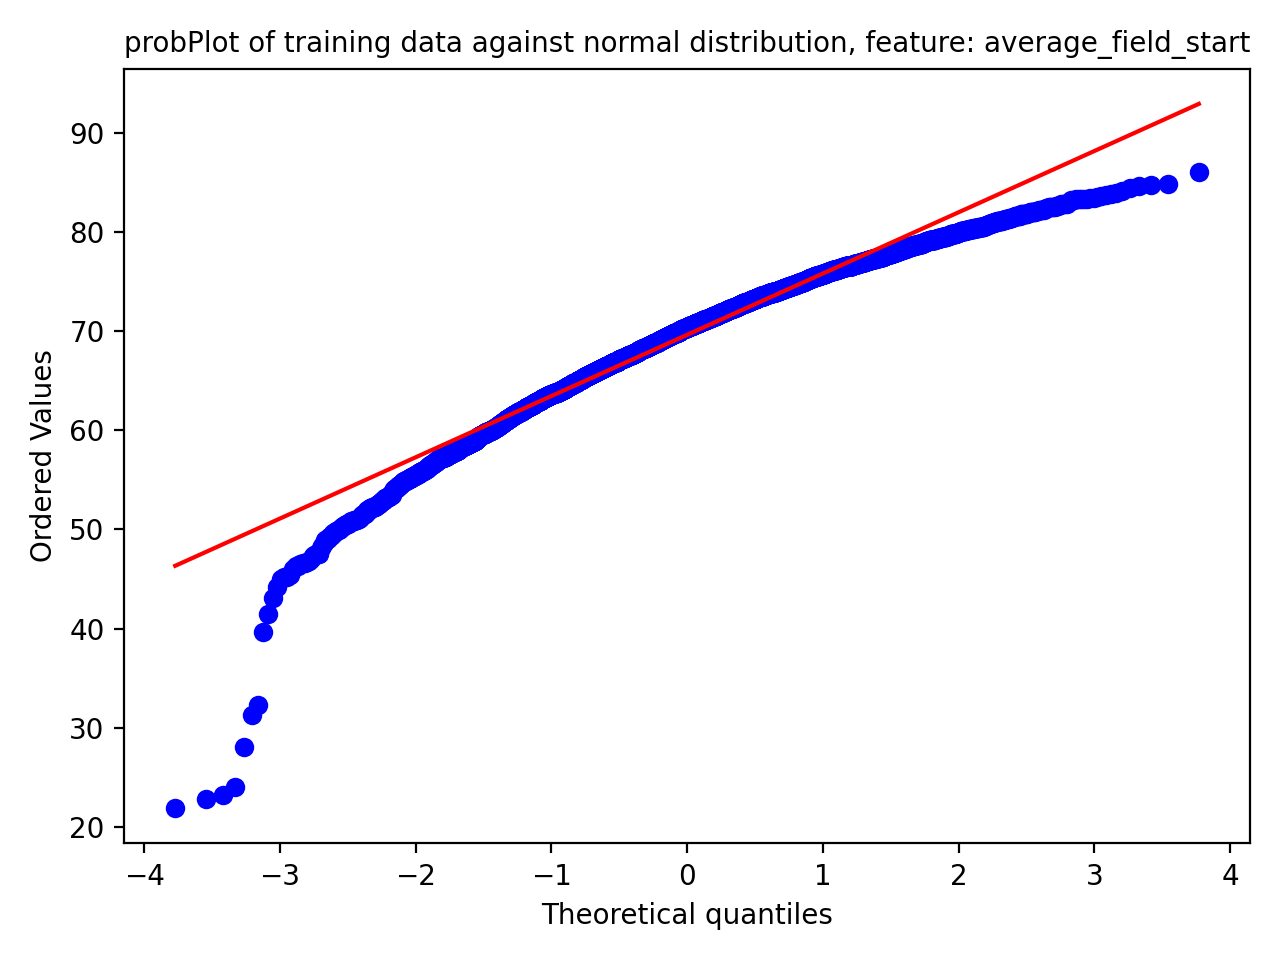 probPlot of training data against normal distribution, feature: average_field_start
90
80
70
60
50
40
30
20
Ordered Values
−4 −3 −2 −1 0 1 2 3 4
Theoretical quantiles